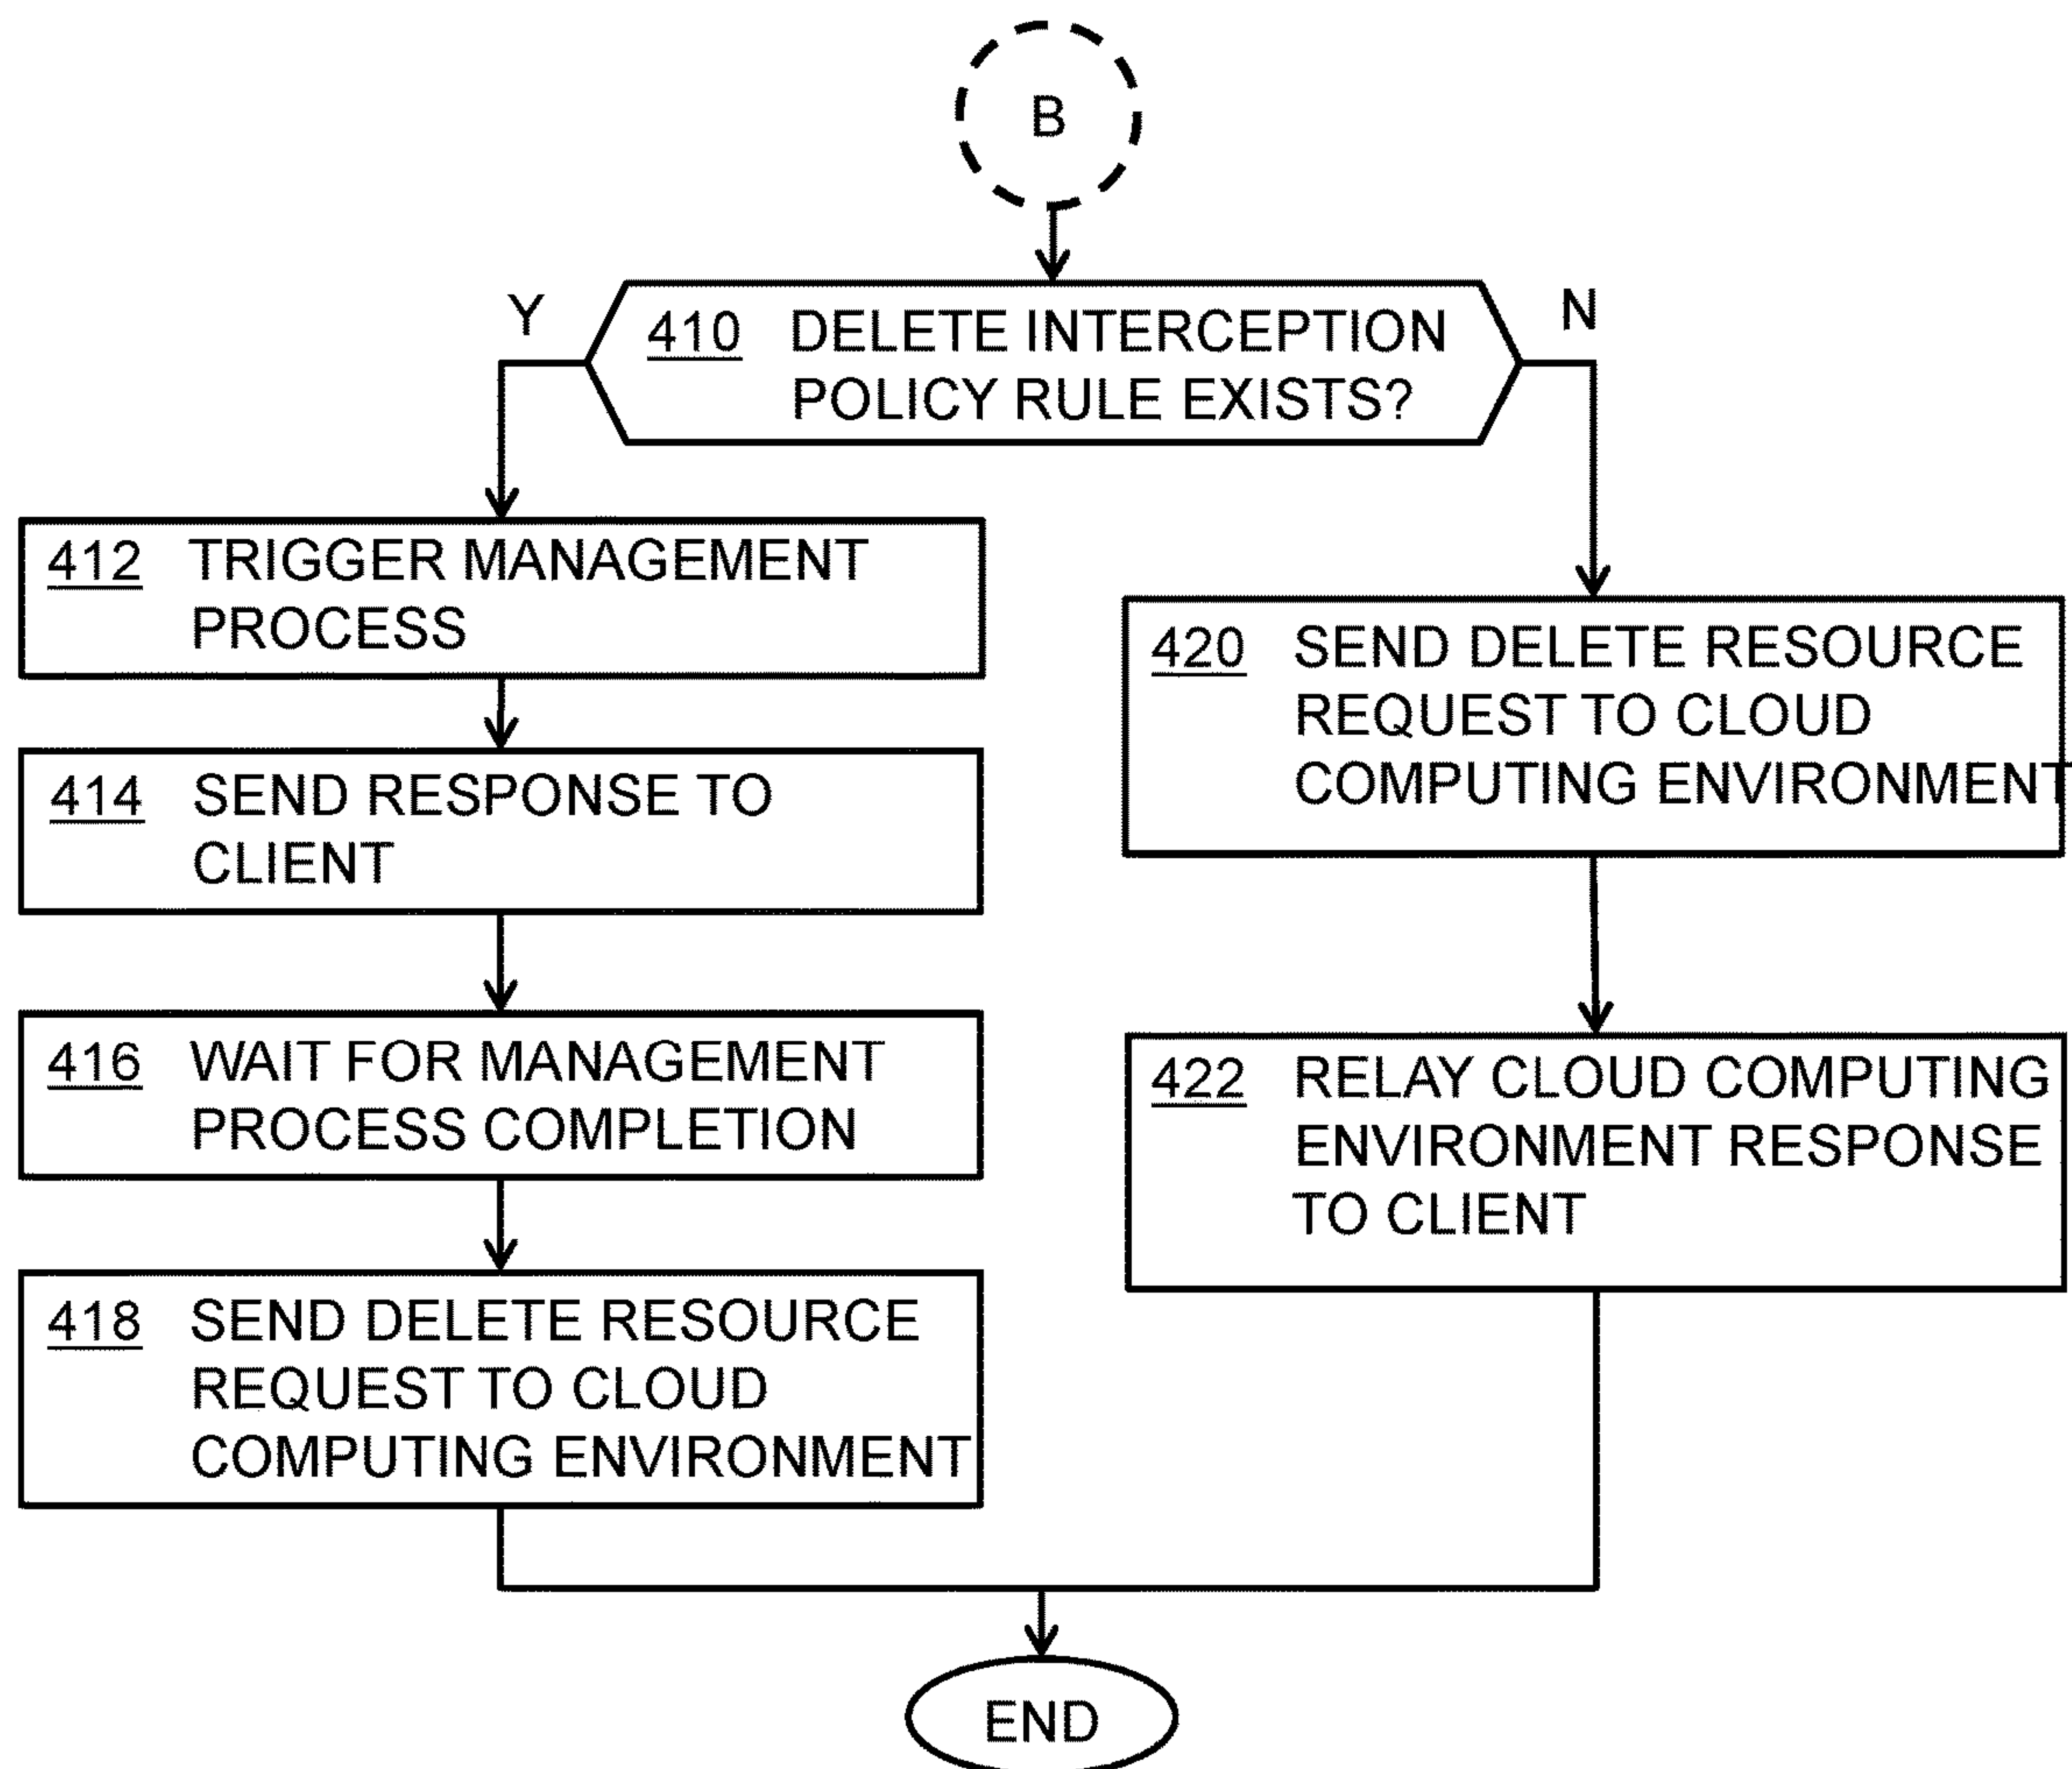 B
Y
N
410 DELETE INTERCEPTION
POLICY RULE EXISTS?
412 TRIGGER MANAGEMENT
PROCESS
414 SEND RESPONSE TO
CLIENT
416 WAIT FOR MANAGEMENT
PROCESS COMPLETION
418 SEND DELETE RESOURCE
REQUEST TO CLOUD
COMPUTING ENVIRONMENT
420 SEND DELETE RESOURCE
REQUEST TO CLOUD
COMPUTING ENVIRONMENT
422 RELAY CLOUD COMPUTING
ENVIRONMENT RESPONSE
TO CLIENT
END